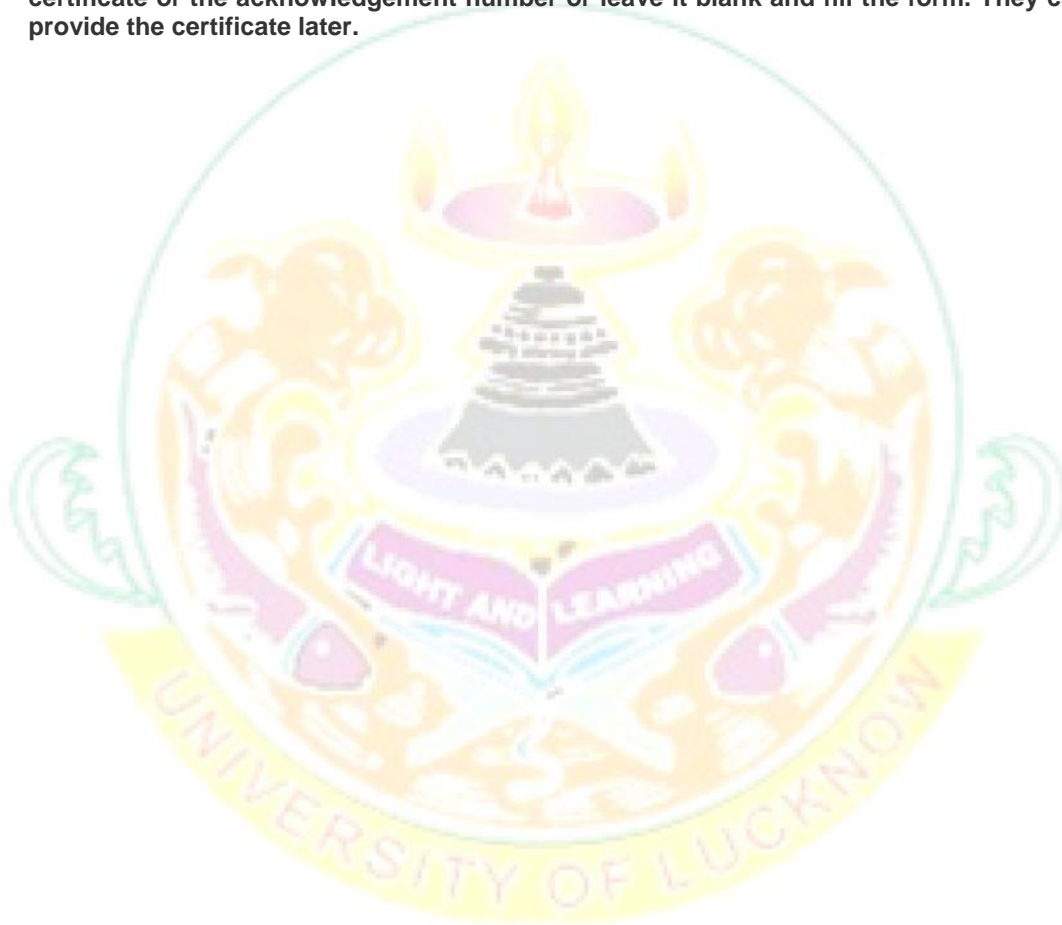 certificate or the acknowledgement number or leave it blank and fill the form. They c
provide the certificate later.
LIGHT AND LEARNING
UNIVERSITY OF LUCKNOW